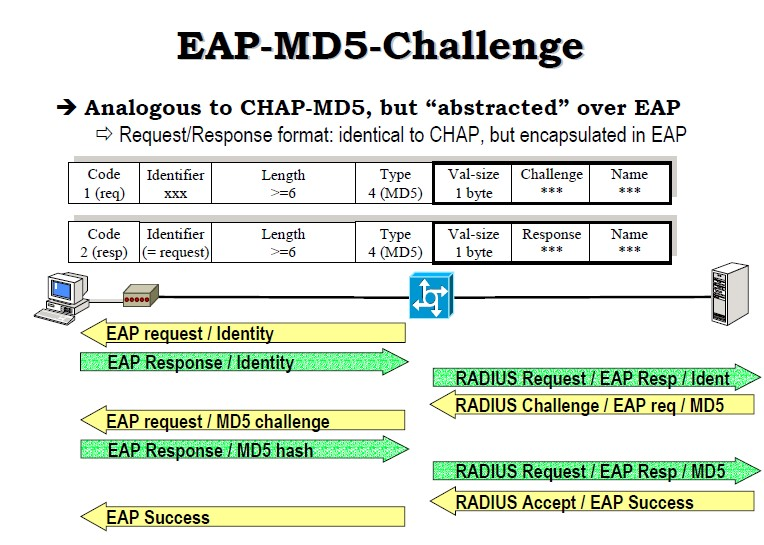 EAP-MD5-Challenge
➔ Analogous to CHAP-MD5, but “abstracted” over EAP
⇨ Request/Response format: identical to CHAP, but encapsulated in EAP
Code Identifier Length Type Val-size Challenge Name
1 (req) xxx >=6 4 (MD5) 1 byte *** ***
Code Identifier Length Type Val-size Response Name
2 (resp) (= request) >=6 4 (MD5) 1 byte *** ***
EAP request / Identity
EAP Response / Identity
RADIUS Request / EAP Resp / Ident
RADIUS Challenge / EAP req / MD5
EAP request / MD5 challenge
EAP Response / MD5 hash
RADIUS Request / EAP Resp / MD5
RADIUS Accept / EAP Success
EAP Success